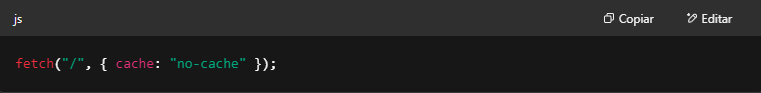 js Copiar Editar
fetch("/", { cache: "no-cache" });